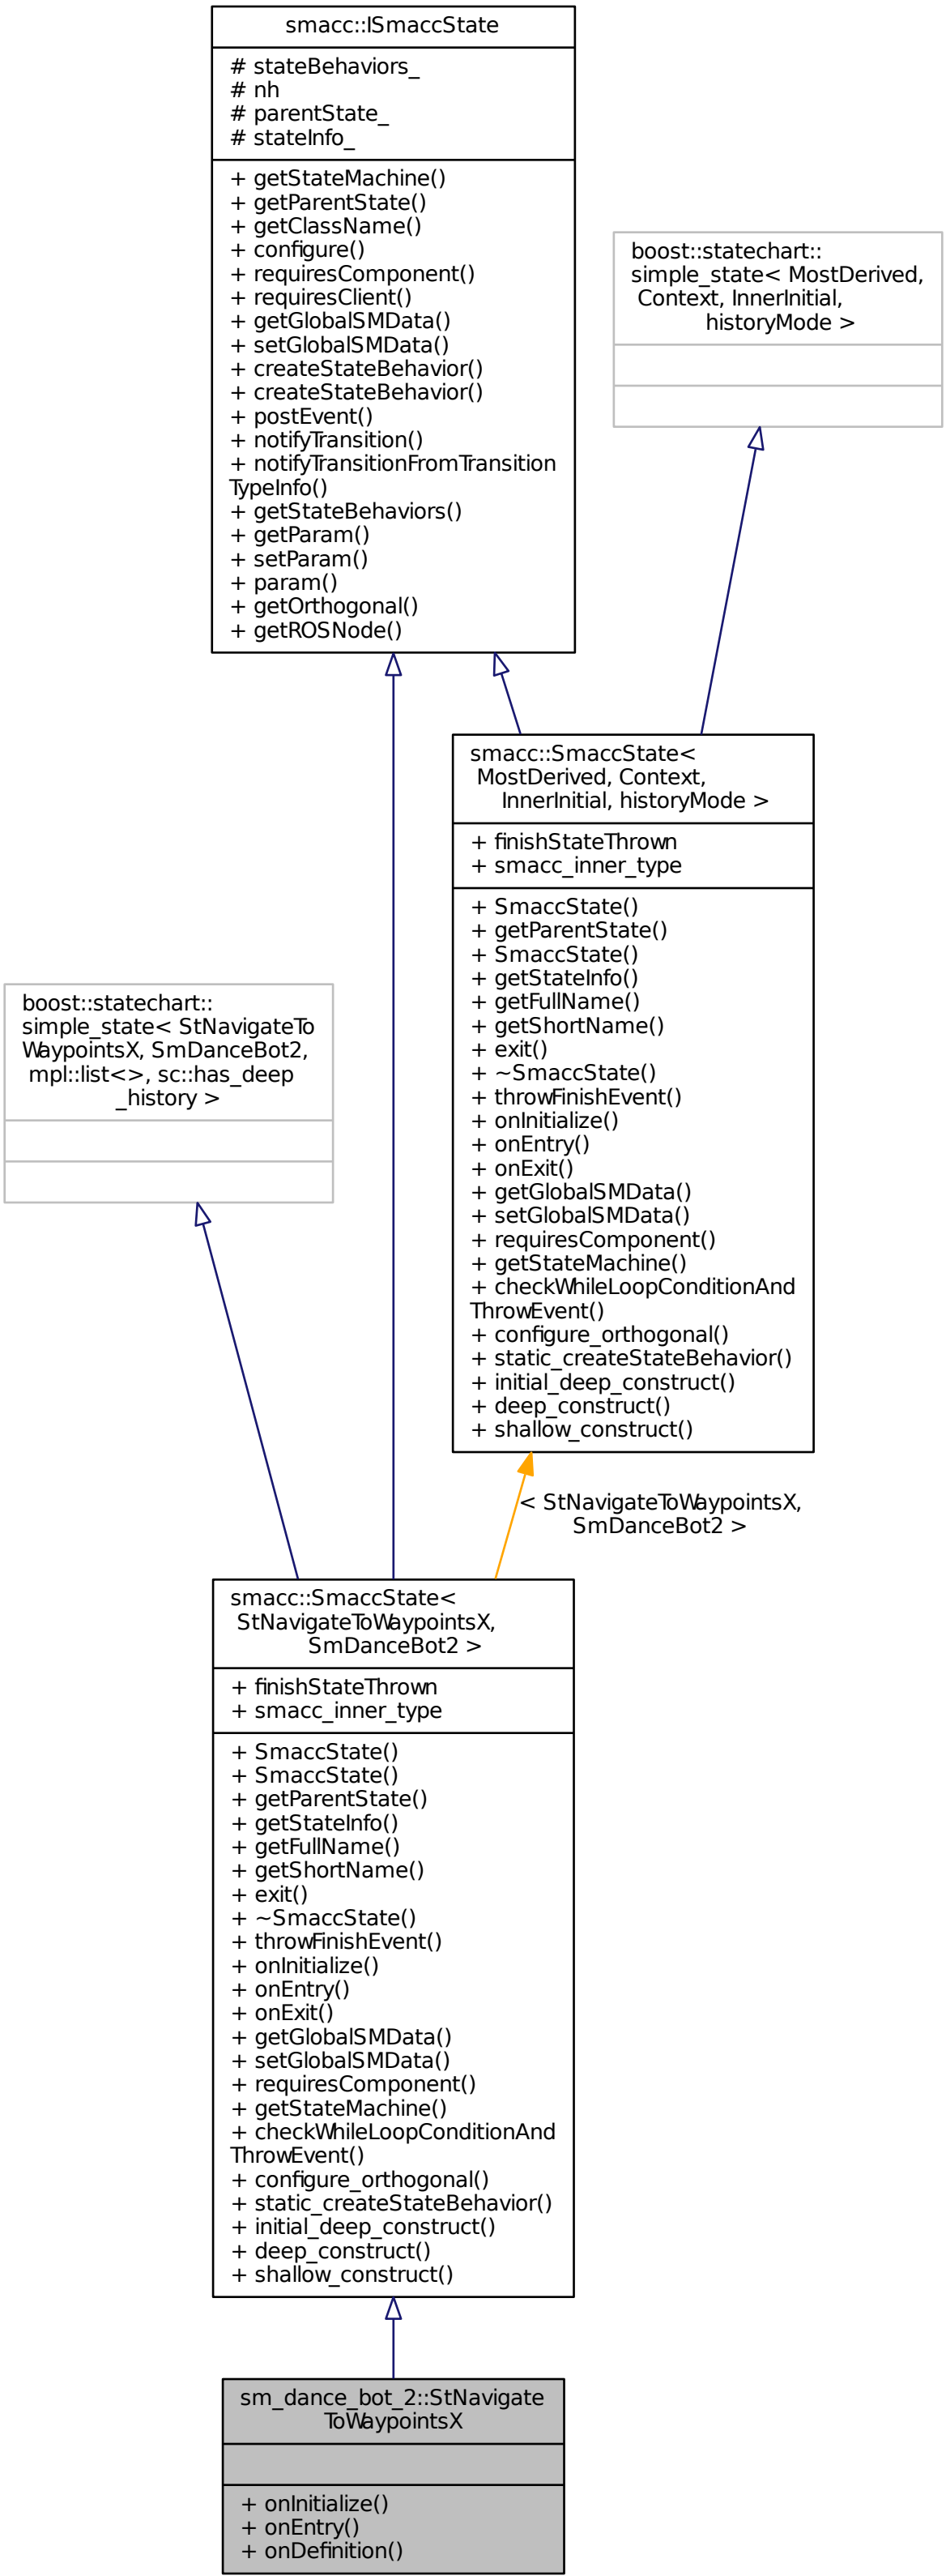 smacc::ISmaccState
# stateBehaviors_
# nh
# parentState_
# stateInfo_
+ getStateMachine()
+ getParentState()
+ getClassName()
+ configure()
+ requiresComponent()
+ requiresClient()
+ getGlobalSMData()
+ setGlobalSMData()
+ createStateBehavior()
+ createStateBehavior()
+ postEvent()
+ notifyTransition()
+ notifyTransitionFromTransition
TypeInfo()
+ getStateBehaviors()
+ getParam()
+ setParam()
+ param()
+ getOrthogonal()
+ getROSNode()
boost::statechart::
simple_state< MostDerived,
Context, InnerInitial,
historyMode >
smacc::SmaccState<
MostDerived, Context,
InnerInitial, historyMode >
+ finishStateThrown
+ smacc_inner_type
+ SmaccState()
+ getParentState()
+ SmaccState()
+ getStateInfo()
+ getFullName()
+ getShortName()
+ exit()
+ ~SmaccState()
+ throwFinishEvent()
+ onInitialize()
+ onEntry()
+ onExit()
+ getGlobalSMData()
+ setGlobalSMData()
+ requiresComponent()
+ getStateMachine()
+ checkWhileLoopConditionAnd
ThrowEvent()
+ configure_orthogonal()
+ static_createStateBehavior()
+ initial_deep_construct()
+ deep_construct()
+ shallow_construct()
boost::statechart::
simple_state< StNavigateTo
WaypointsX, SmDanceBot2,
mpl::list<>, sc::has_deep
_history >
< StNavigateToWaypointsX,
SmDanceBot2 >
smacc::SmaccState<
StNavigateToWaypointsX,
SmDanceBot2 >
+ finishStateThrown
+ smacc_inner_type
+ SmaccState()
+ SmaccState()
+ getParentState()
+ getStateInfo()
+ getFullName()
+ getShortName()
+ exit()
+ ~SmaccState()
+ throwFinishEvent()
+ onInitialize()
+ onEntry()
+ onExit()
+ getGlobalSMData()
+ setGlobalSMData()
+ requiresComponent()
+ getStateMachine()
+ checkWhileLoopConditionAnd
ThrowEvent()
+ configure_orthogonal()
+ static_createStateBehavior()
+ initial_deep_construct()
+ deep_construct()
+ shallow_construct()
sm_dance_bot_2::StNavigate
ToWaypointsX
+ onInitialize()
+ onEntry()
+ onDefinition()